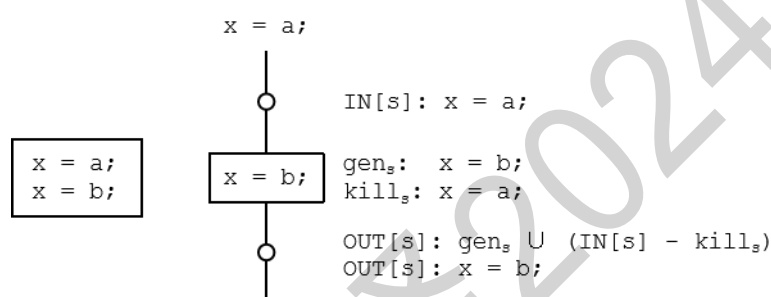 x = a;
IN[s]: x = a;
x = a;
x = b;
x = b;
genₛ: x = b;
killₛ: x = a;
OUT[s]: genₛ ∪ (IN[s] - killₛ)
OUT[s]: x = b;